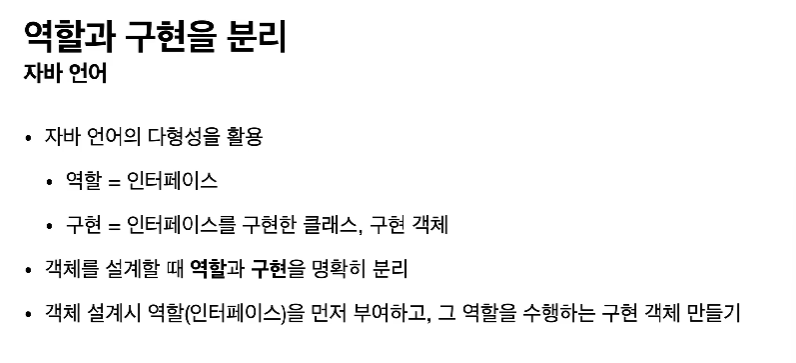 역할과 구현을 분리
자바 언어
• 자바 언어의 다형성을 활용
• 역할 = 인터페이스
• 구현 = 인터페이스를 구현한 클래스, 구현 객체
• 객체를 설계할 때 역할과 구현을 명확히 분리
• 객체 설계시 역할(인터페이스)을 먼저 부여하고, 그 역할을 수행하는 구현 객체 만들기